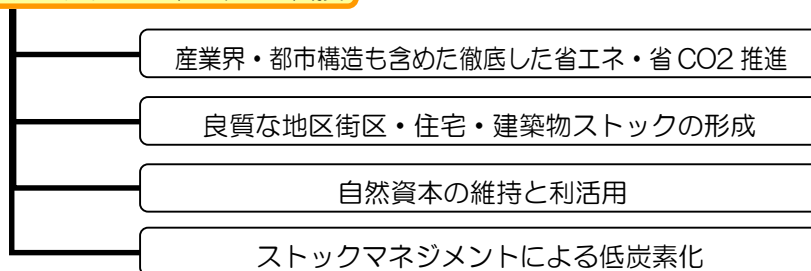 産業界・都市構造も含めた徹底した省エネ・省 CO2 推進
良質な地区街区・住宅・建築物ストックの形成
自然資本の維持と利活用
ストックマネジメントによる低炭素化